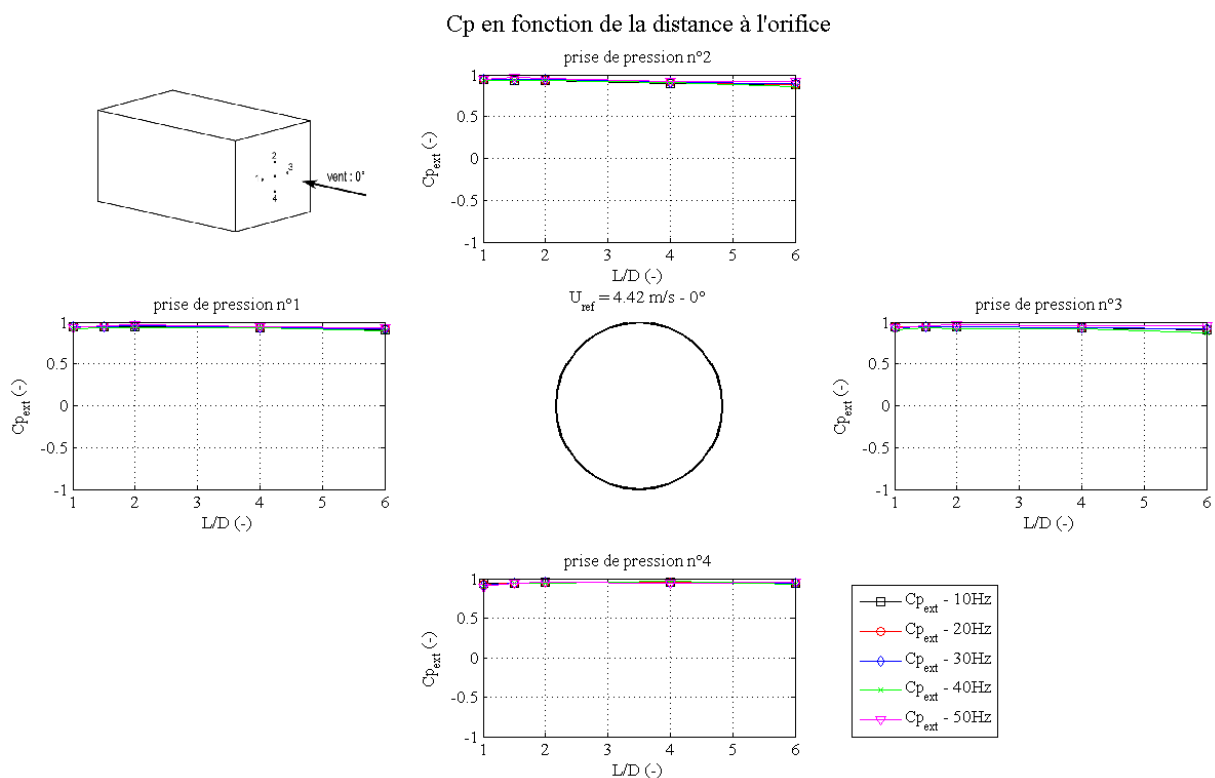 Cp en fonction de la distance à l'orifice
prise de pression n°2
1
0.5
0
-0.5
-1
Cp_ext (-)
1 2 3 4 5 6
L/D (-)
2
3
4
vent : 0°
prise de pression n°1
1
0.5
0
-0.5
-1
Cp_ext (-)
1 2 3 4 5 6
L/D (-)
U_ref = 4.42 m/s - 0°
prise de pression n°3
1
0.5
0
-0.5
-1
Cp_ext (-)
1 2 3 4 5 6
L/D (-)
prise de pression n°4
1
0.5
0
-0.5
-1
Cp_ext (-)
1 2 3 4 5 6
L/D (-)
Cp_ext - 10Hz
Cp_ext - 20Hz
Cp_ext - 30Hz
Cp_ext - 40Hz
Cp_ext - 50Hz